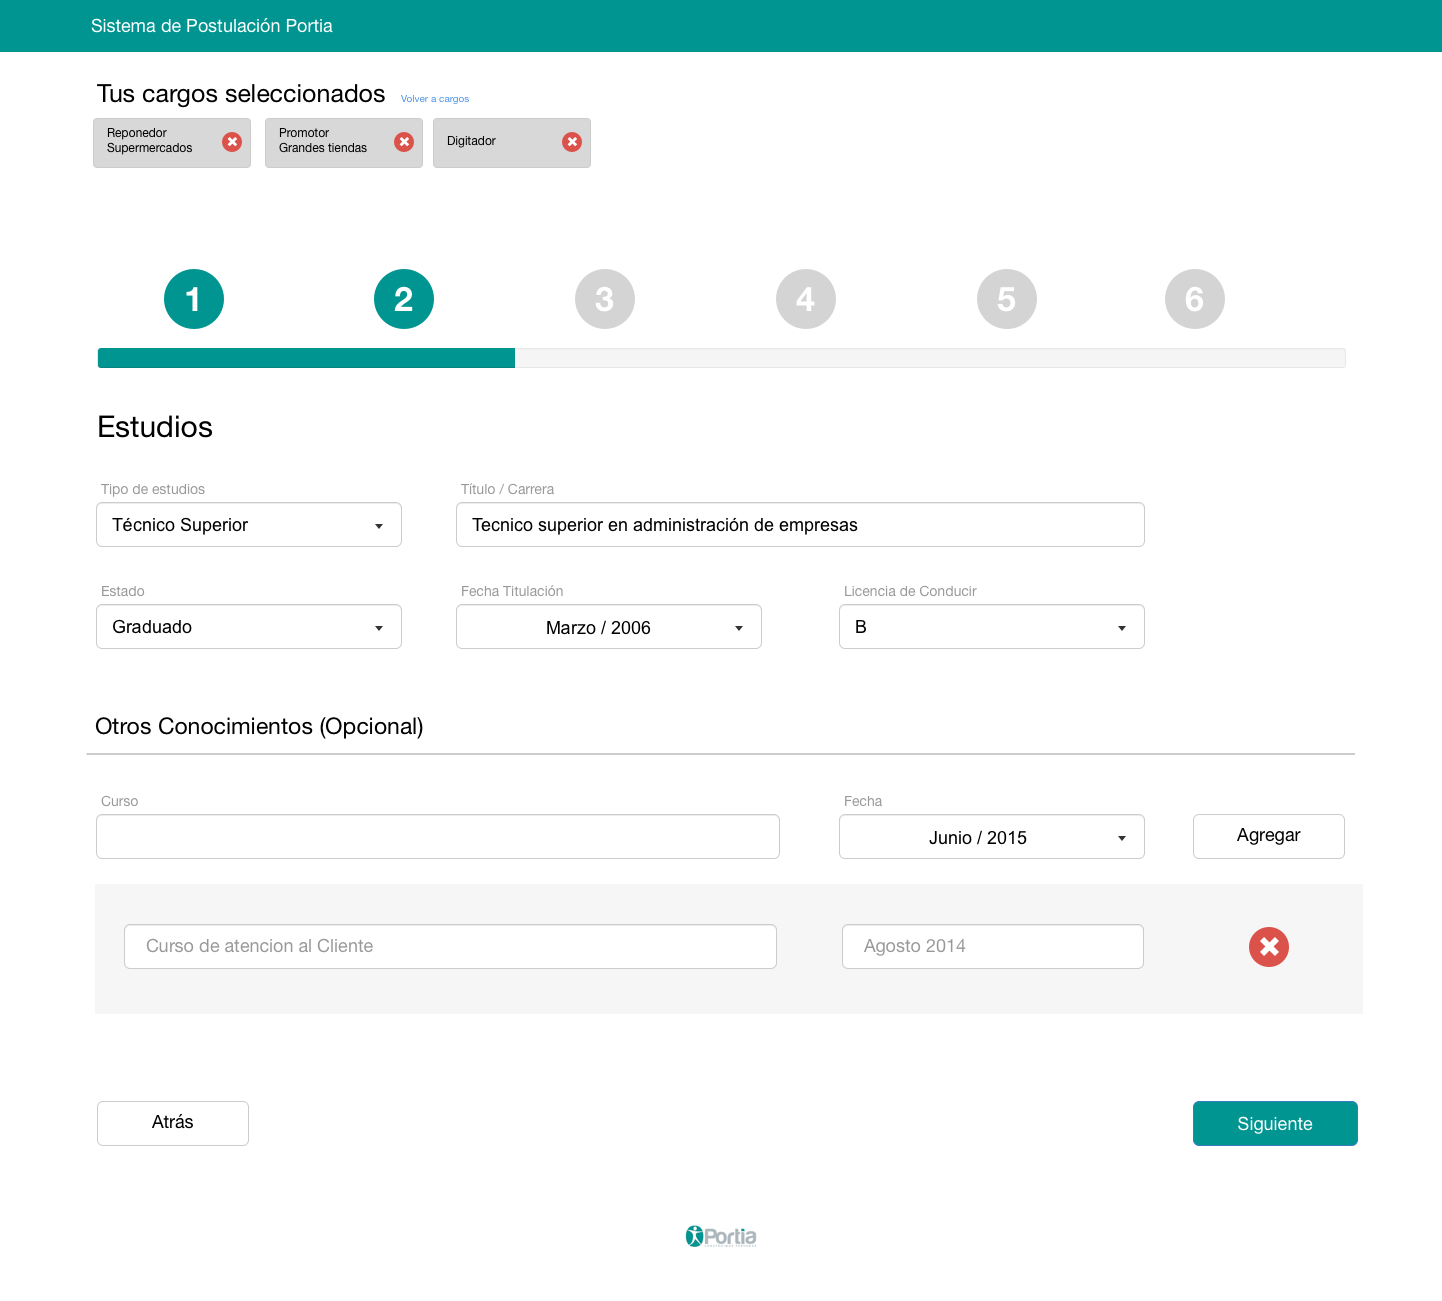 Sistema de Postulación Portia
Tus cargos seleccionados
Volver a cargos
Reponedor
Supermercados
Promotor
Grandes tiendas
Digitador
1
2
3
4
5
6
Estudios
Tipo de estudios
Título / Carrera
Técnico Superior
Tecnico superior en administración de empresas
Estado
Fecha Titulación
Licencia de Conducir
Graduado
Marzo / 2006
B
Otros Conocimientos (Opcional)
Curso
Fecha
Junio / 2015
Agregar
Curso de atencion al Cliente
Agosto 2014
Atrás
Siguiente
Portia